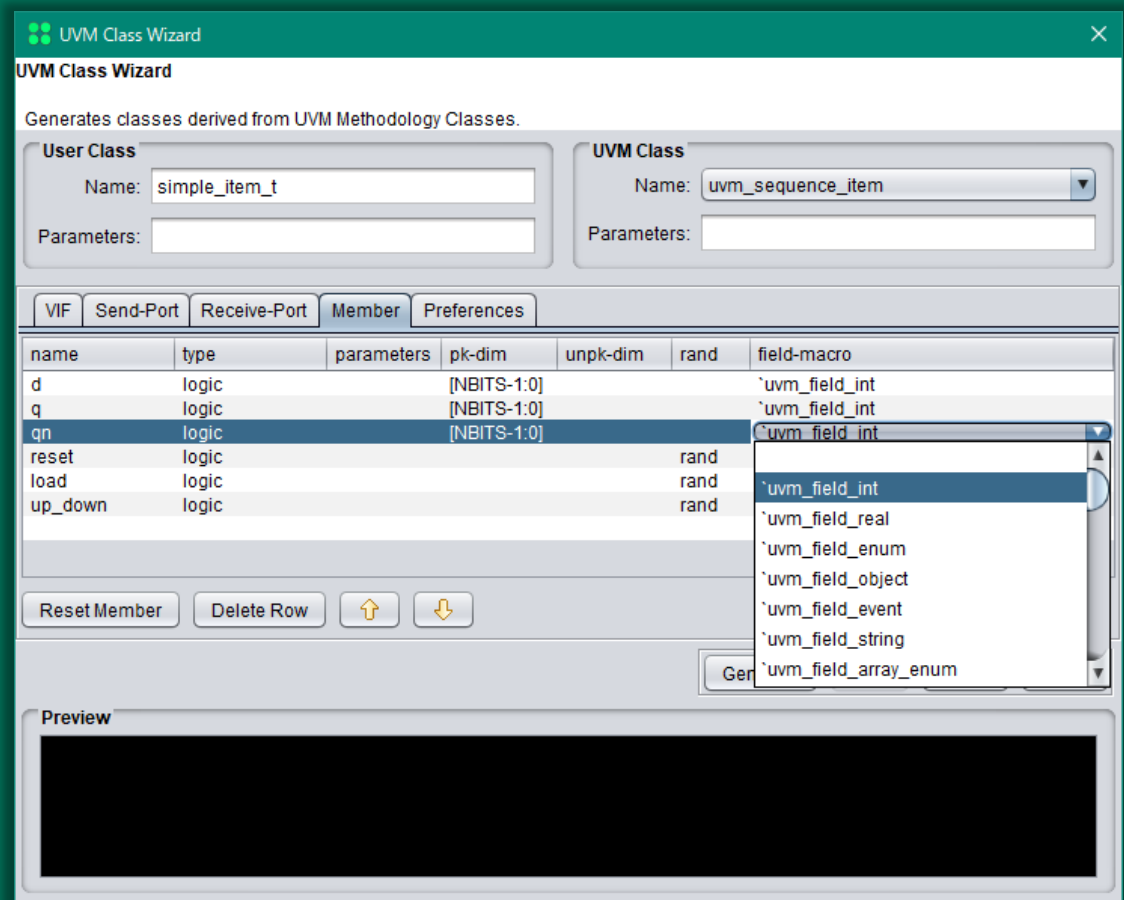 UVM Class Wizard
UVM Class Wizard
Generates classes derived from UVM Methodology Classes.
User Class
Name: simple_item_t
Parameters:
UVM Class
Name: uvm_sequence_item
Parameters:
VIF Send-Port Receive-Port Member Preferences
name type parameters pk-dim unpk-dim rand field-macro
d logic [NBITS-1:0] `uvm_field_int
q logic [NBITS-1:0] `uvm_field_int
qn logic [NBITS-1:0] `uvm_field_int
reset logic rand
load logic rand
up_down logic rand
`uvm_field_int
`uvm_field_real
`uvm_field_enum
`uvm_field_object
`uvm_field_event
`uvm_field_string
`uvm_field_array_enum
Reset Member Delete Row
Preview